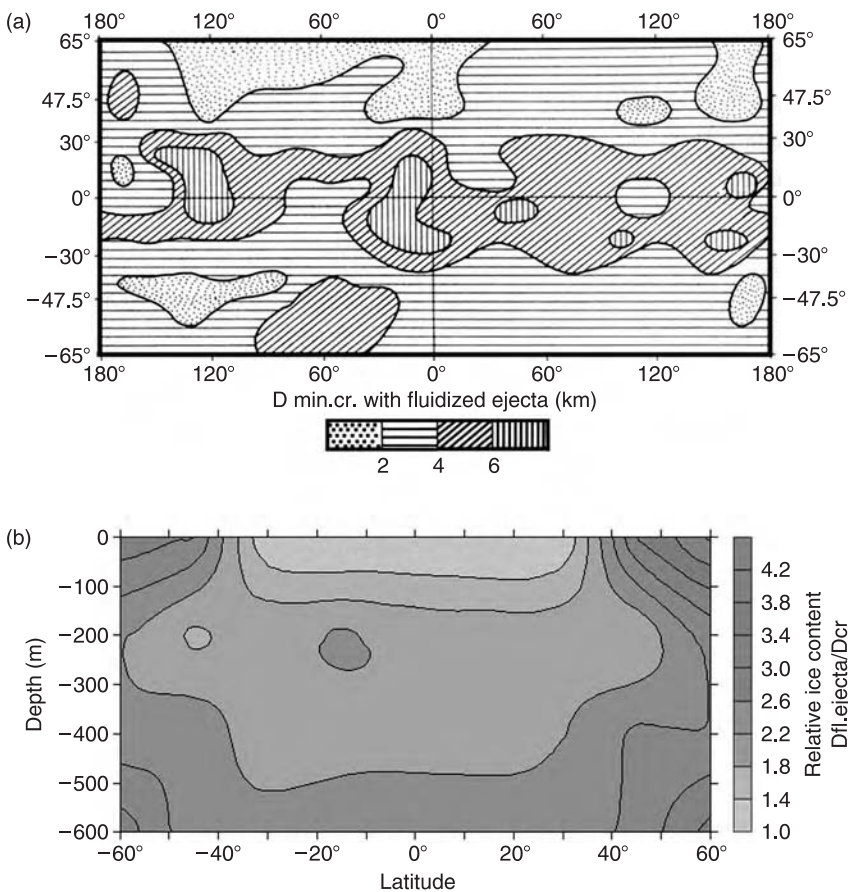 (a)
180° 120° 60° 0° 60° 120° 180°
65° 65°
47.5° 47.5°
30° 30°
0° 0°
−30° −30°
−47.5° −47.5°
−65° −65°
180° 120° 60° 0° 60° 120° 180°
D min.cr. with fluidized ejecta (km)
2 4 6
(b)
0
−100
−200
−300
−400
−500
−600
Depth (m)
−60° −40° −20° 0° 20° 40° 60°
Latitude
4.2
3.8
3.4
3.0
2.6
2.2
1.8
1.4
1.0
Relative ice content
Dfl.ejecta/Dcr